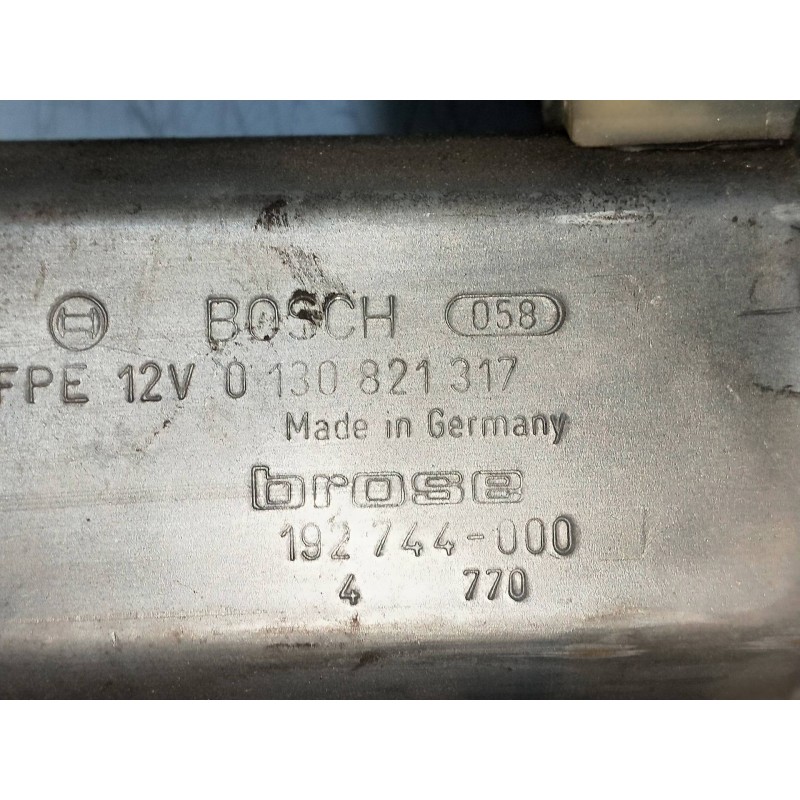 BOSCH 058
FPE 12V 0 130 821 317
Made in Germany
brose
192 744-000
4 770